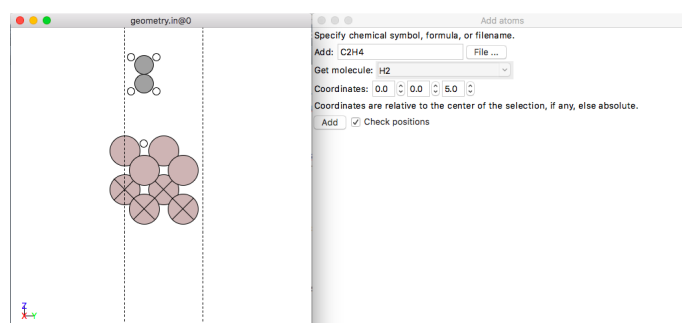 geometry.in@0
Add atoms
Specify chemical symbol, formula, or filename.
Add: C2H4 File ...
Get molecule: H2
Coordinates: 0.0 0.0 5.0
Coordinates are relative to the center of the selection, if any, else absolute.
Add Check positions
Z
X Y